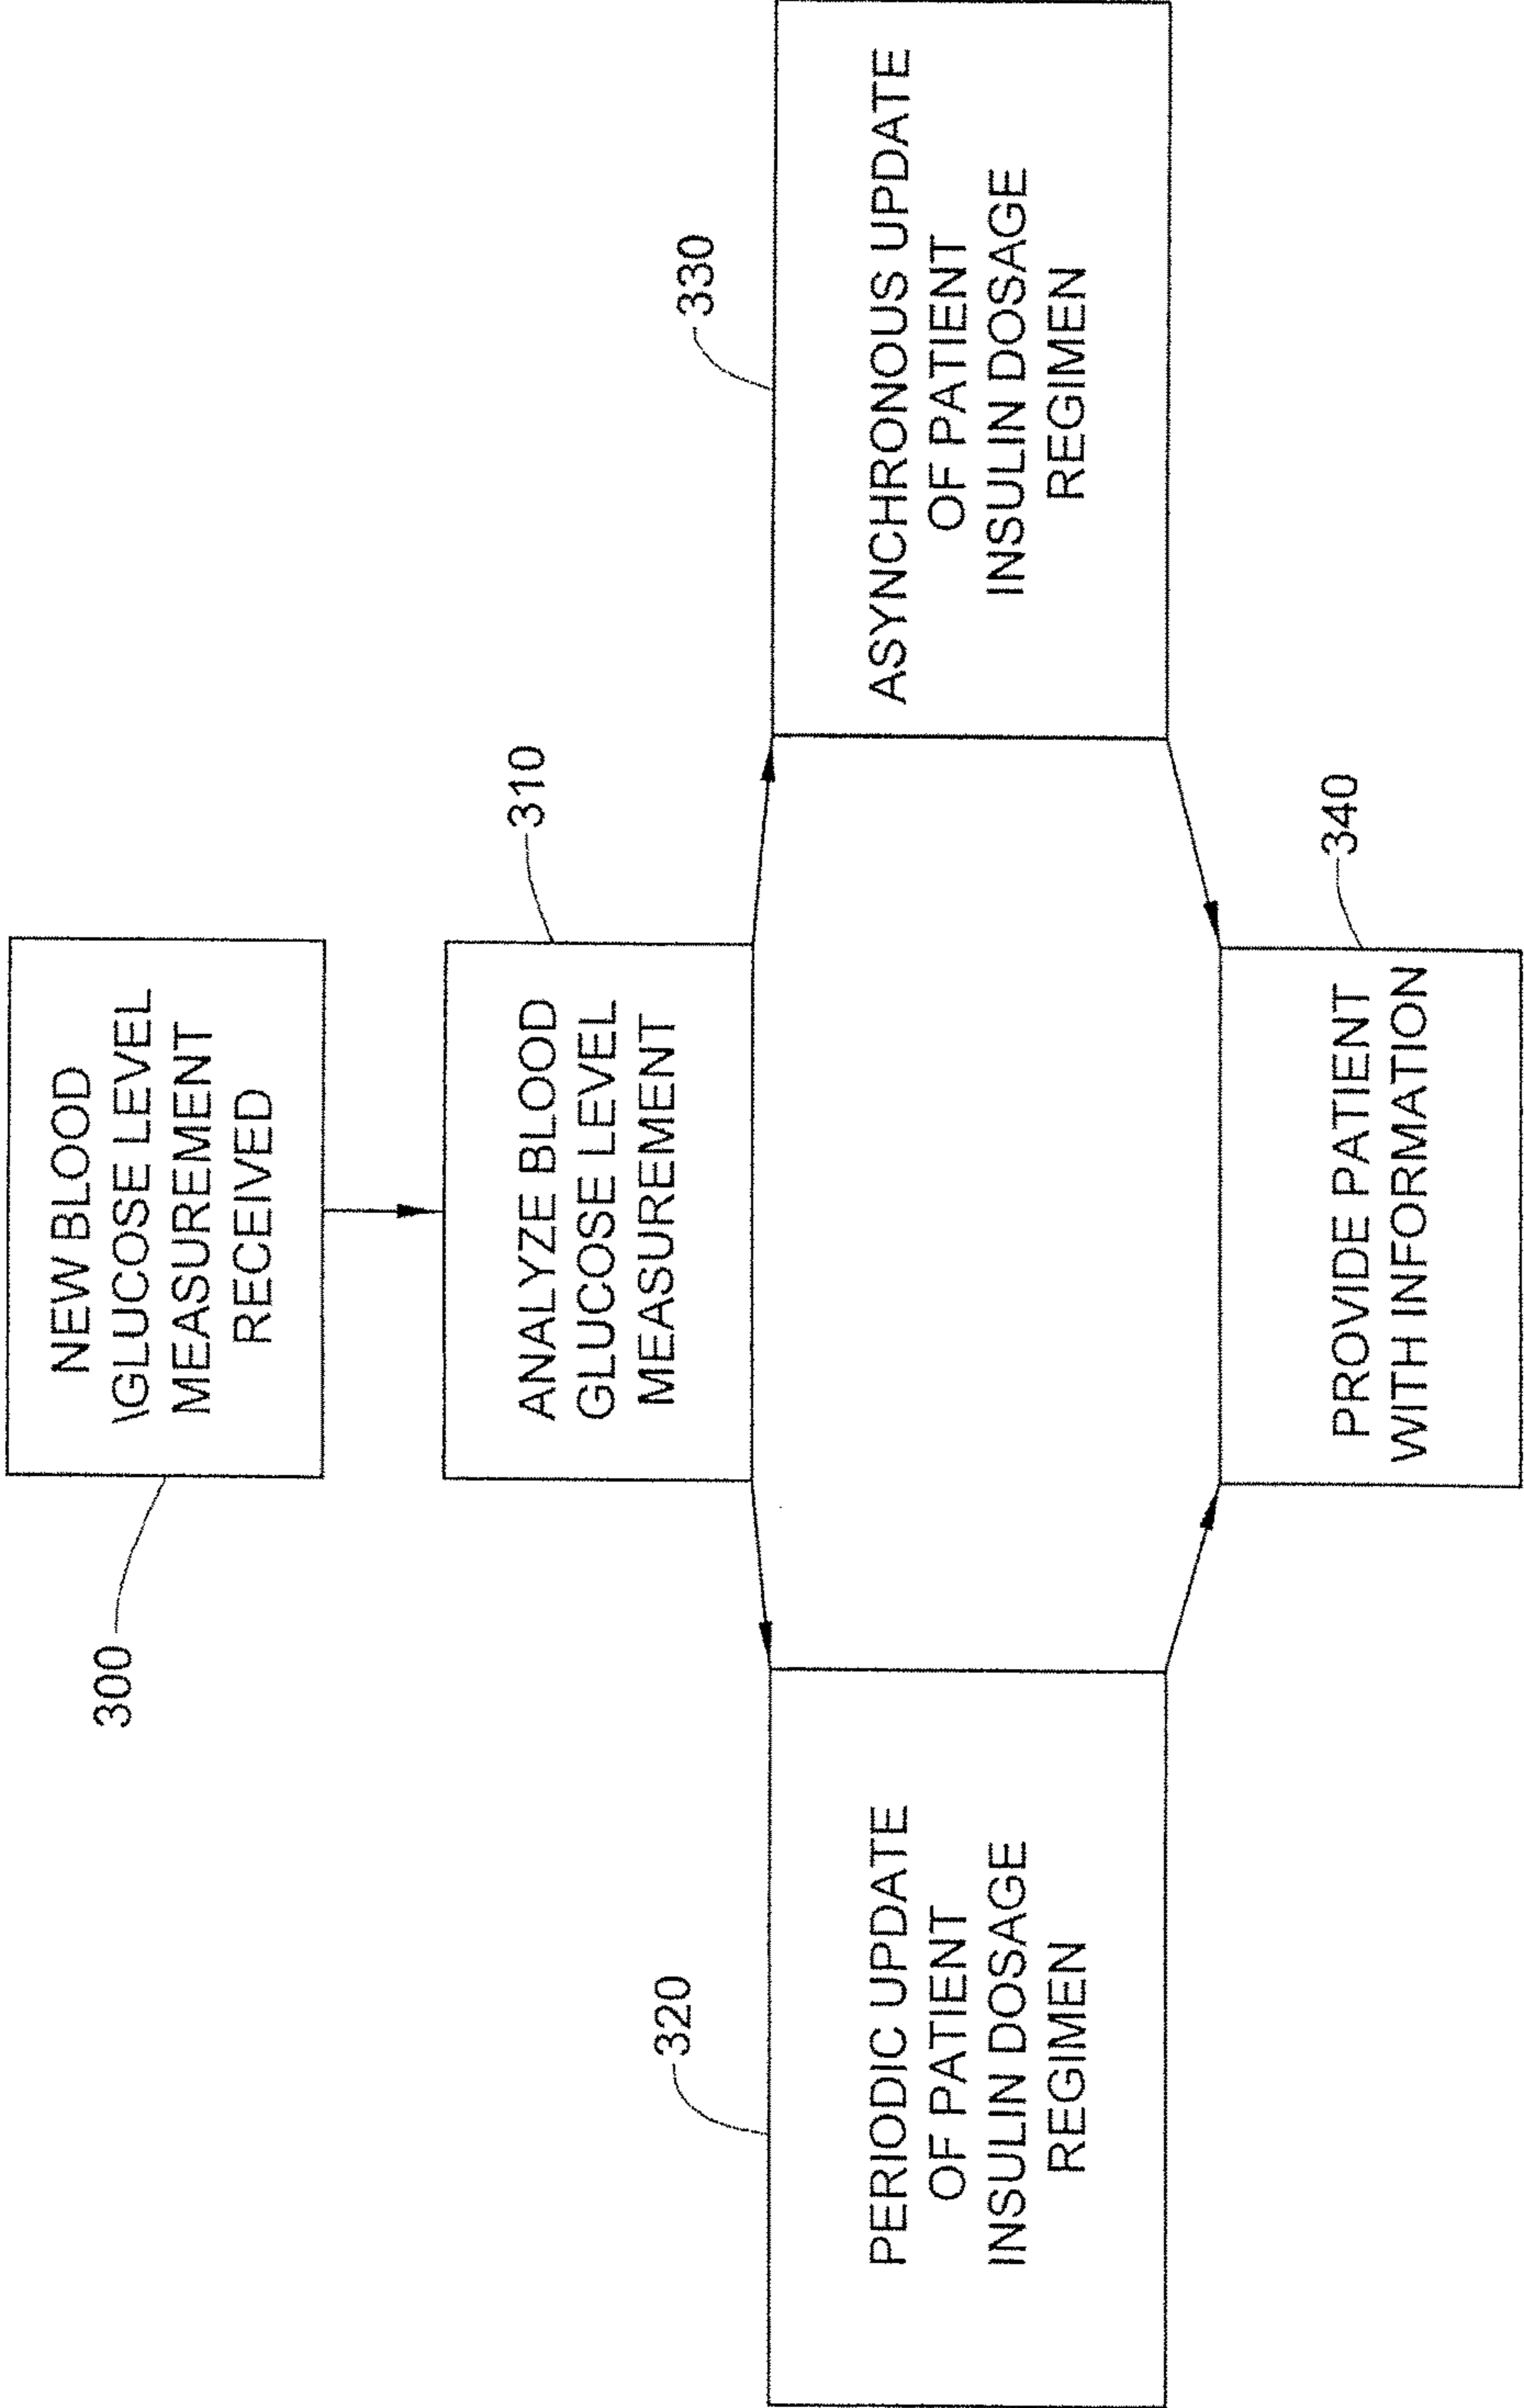 NEW BLOOD
\GLUCOSE LEVEL
MEASUREMENT
RECEIVED
300
ANALYZE BLOOD
GLUCOSE LEVEL
MEASUREMENT
310
PERIODIC UPDATE
OF PATIENT
INSULIN DOSAGE
REGIMEN
320
ASYNCHRONOUS UPDATE
OF PATIENT
INSULIN DOSAGE
REGIMEN
330
PROVIDE PATIENT
WITH INFORMATION
340